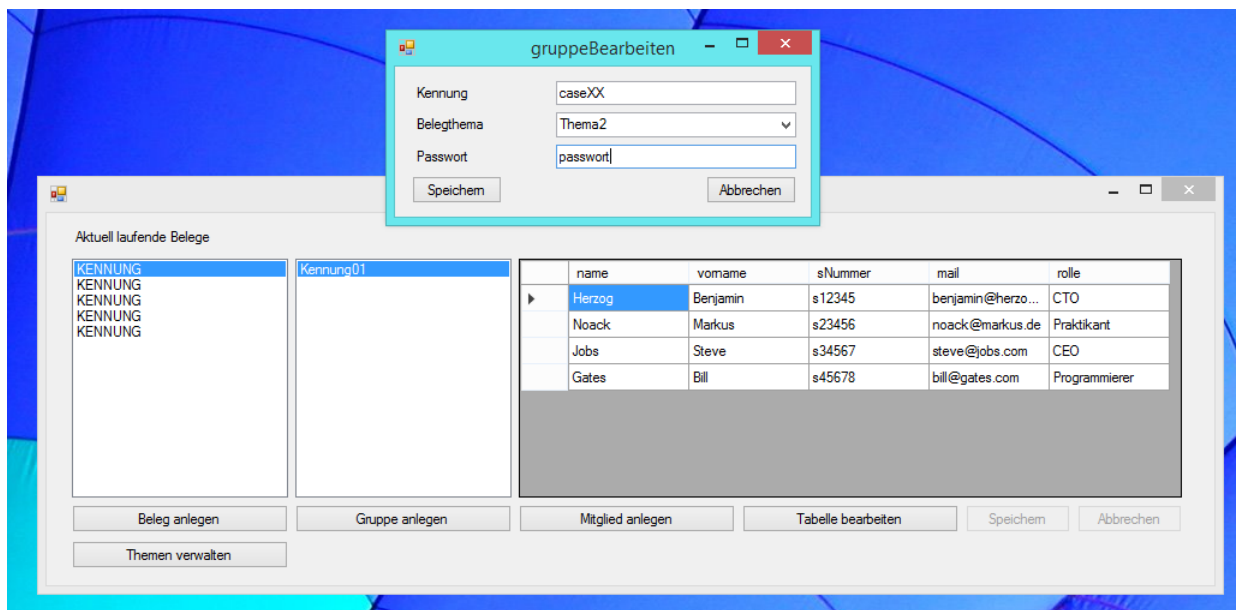 gruppeBearbeiten
Kennung caseXX
Belegthema Thema2
Passwort passwort
Speichern Abbrechen
Aktuell laufende Belege
KENNUNG Kennung01
KENNUNG
KENNUNG
KENNUNG
KENNUNG
name vorname sNummer mail rolle
Herzog Benjamin s12345 benjamin@herzo... CTO
Noack Markus s23456 noack@markus.de Praktikant
Jobs Steve s34567 steve@jobs.com CEO
Gates Bill s45678 bill@gates.com Programmierer
Beleg anlegen Gruppe anlegen Mitglied anlegen Tabelle bearbeiten Speichern Abbrechen
Themen verwalten